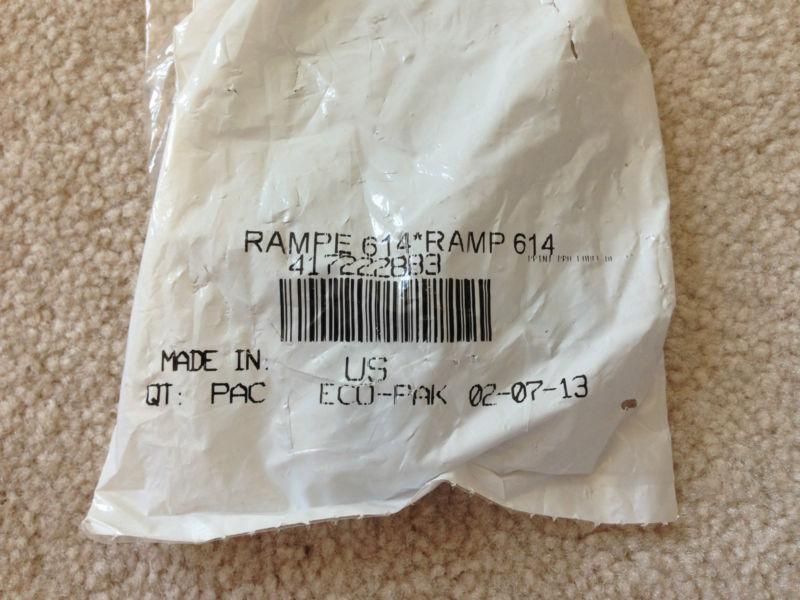 RAMPE 614*RAMP 614
417222883
MADE IN: US
QT: PAC ECO-PAK 02-07-13